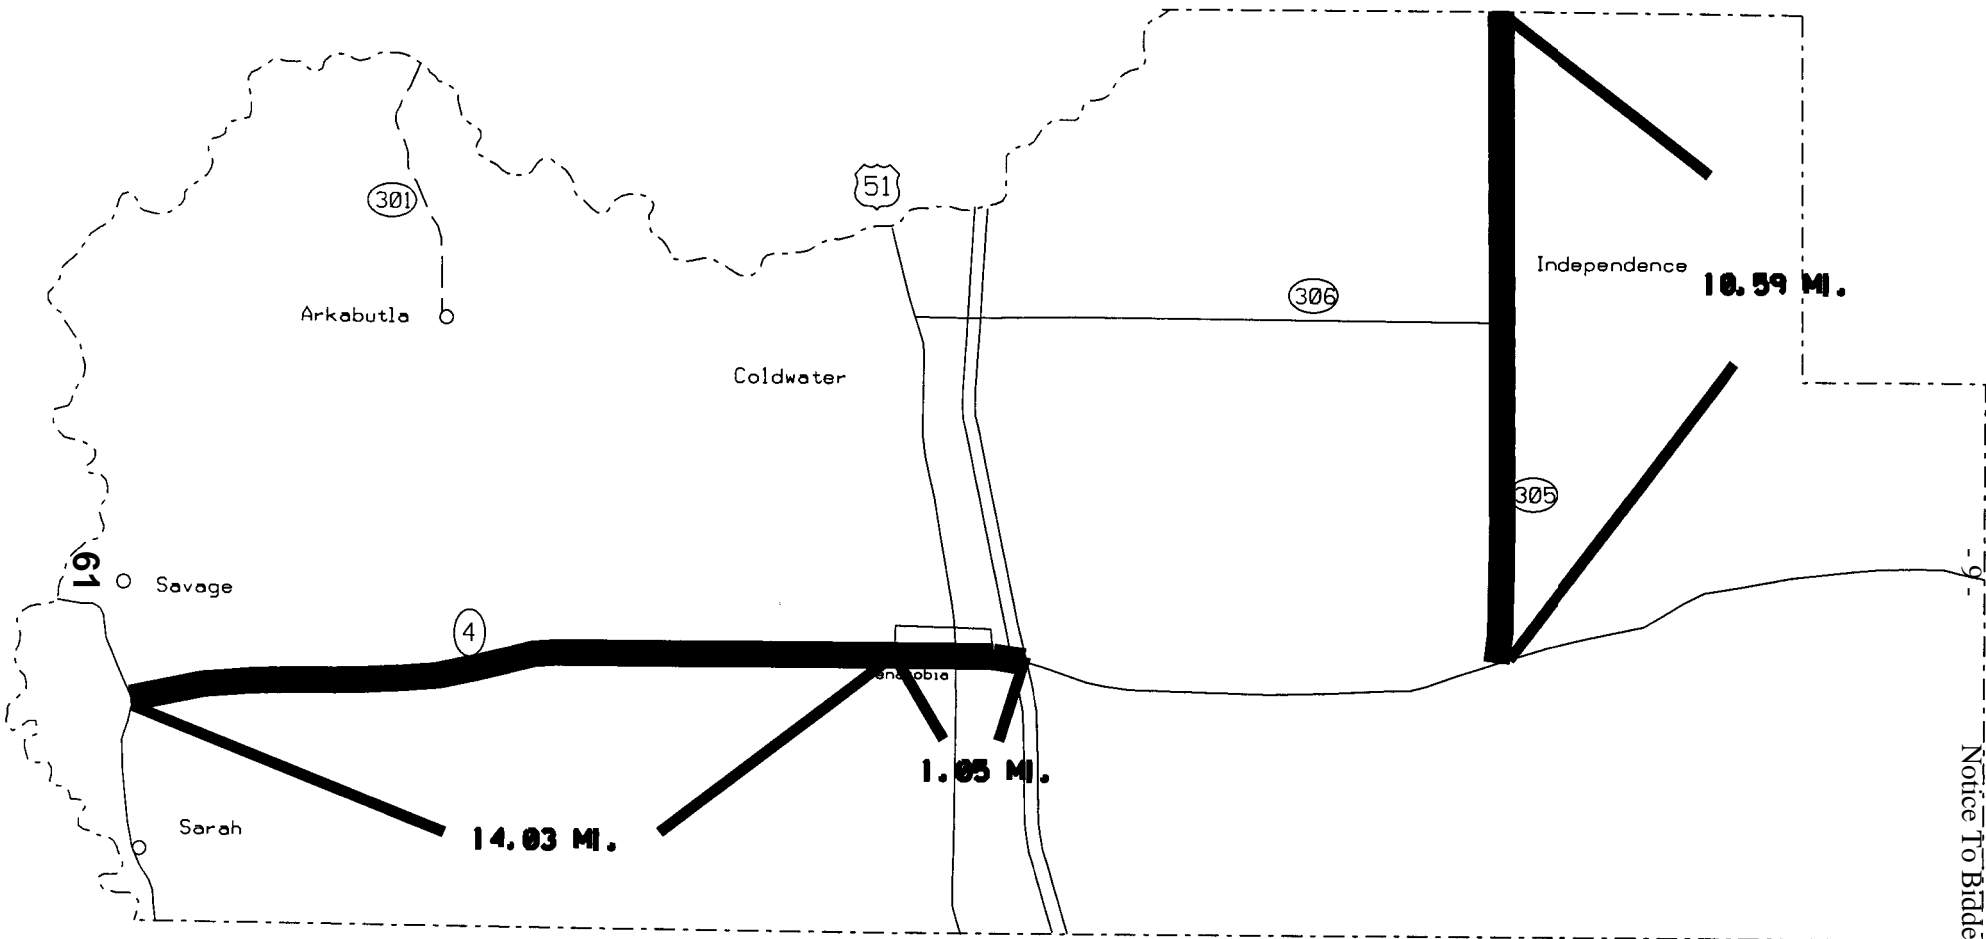 51
301
Independence
10.59 MI.
306
Arkabutla
Coldwater
305
61
Savage
4
- 9 -
1.05 MI.
14.03 MI.
Sarah
Notice To Bidde